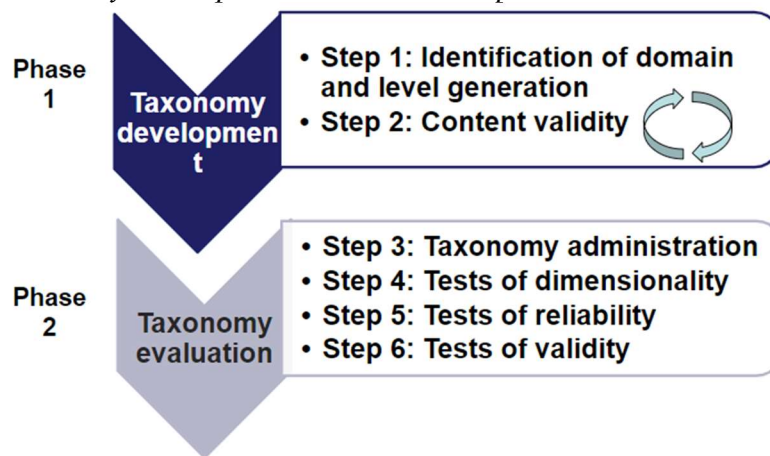 Phase
1
Taxonomy
developmen
t
• Step 1: Identification of domain
and level generation
• Step 2: Content validity
Phase
2
Taxonomy
evaluation
• Step 3: Taxonomy administration
• Step 4: Tests of dimensionality
• Step 5: Tests of reliability
• Step 6: Tests of validity